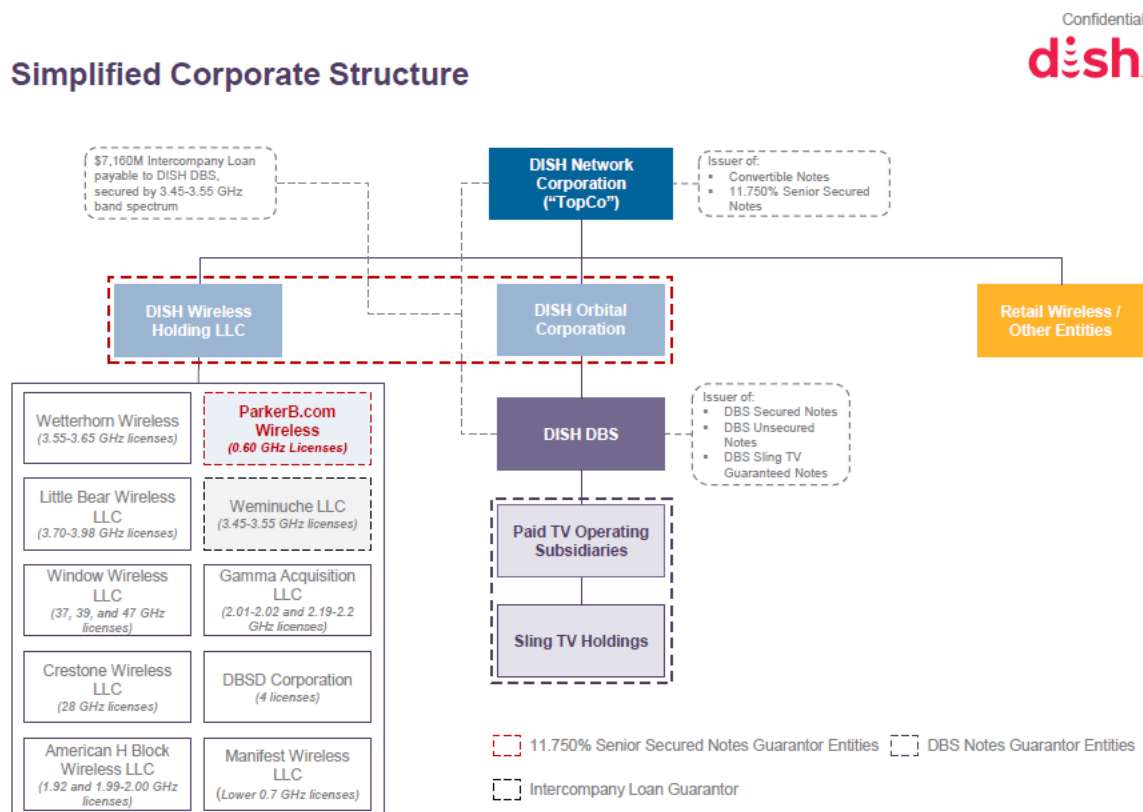 Confidential
dish
Simplified Corporate Structure
$7,160M Intercompany Loan
payable to DISH DBS,
secured by 3.45-3.55 GHz
band spectrum
DISH Network
Corporation
("TopCo")
Issuer of:
▪ Convertible Notes
▪ 11.750% Senior Secured
Notes
DISH Wireless
Holding LLC
DISH Orbital
Corporation
Retail Wireless /
Other Entities
Wetterhorn Wireless
(3.55-3.65 GHz licenses)
ParkerB.com
Wireless
(0.60 GHz Licenses)
DISH DBS
Issuer of:
▪ DBS Secured Notes
▪ DBS Unsecured
Notes
▪ DBS Sling TV
Guaranteed Notes
Little Bear Wireless
LLC
(3.70-3.98 GHz licenses)
Weminuche LLC
(3.45-3.55 GHz licenses)
Paid TV Operating
Subsidiaries
Window Wireless
LLC
(37, 39, and 47 GHz
licenses)
Gamma Acquisition
LLC
(2.01-2.02 and 2.19-2.2
GHz licenses)
Sling TV Holdings
Crestone Wireless
LLC
(28 GHz licenses)
DBSD Corporation
(4 licenses)
American H Block
Wireless LLC
(1.92 and 1.99-2.00 GHz
licenses)
Manifest Wireless
LLC
(Lower 0.7 GHz licenses)
11.750% Senior Secured Notes Guarantor Entities
DBS Notes Guarantor Entities
Intercompany Loan Guarantor